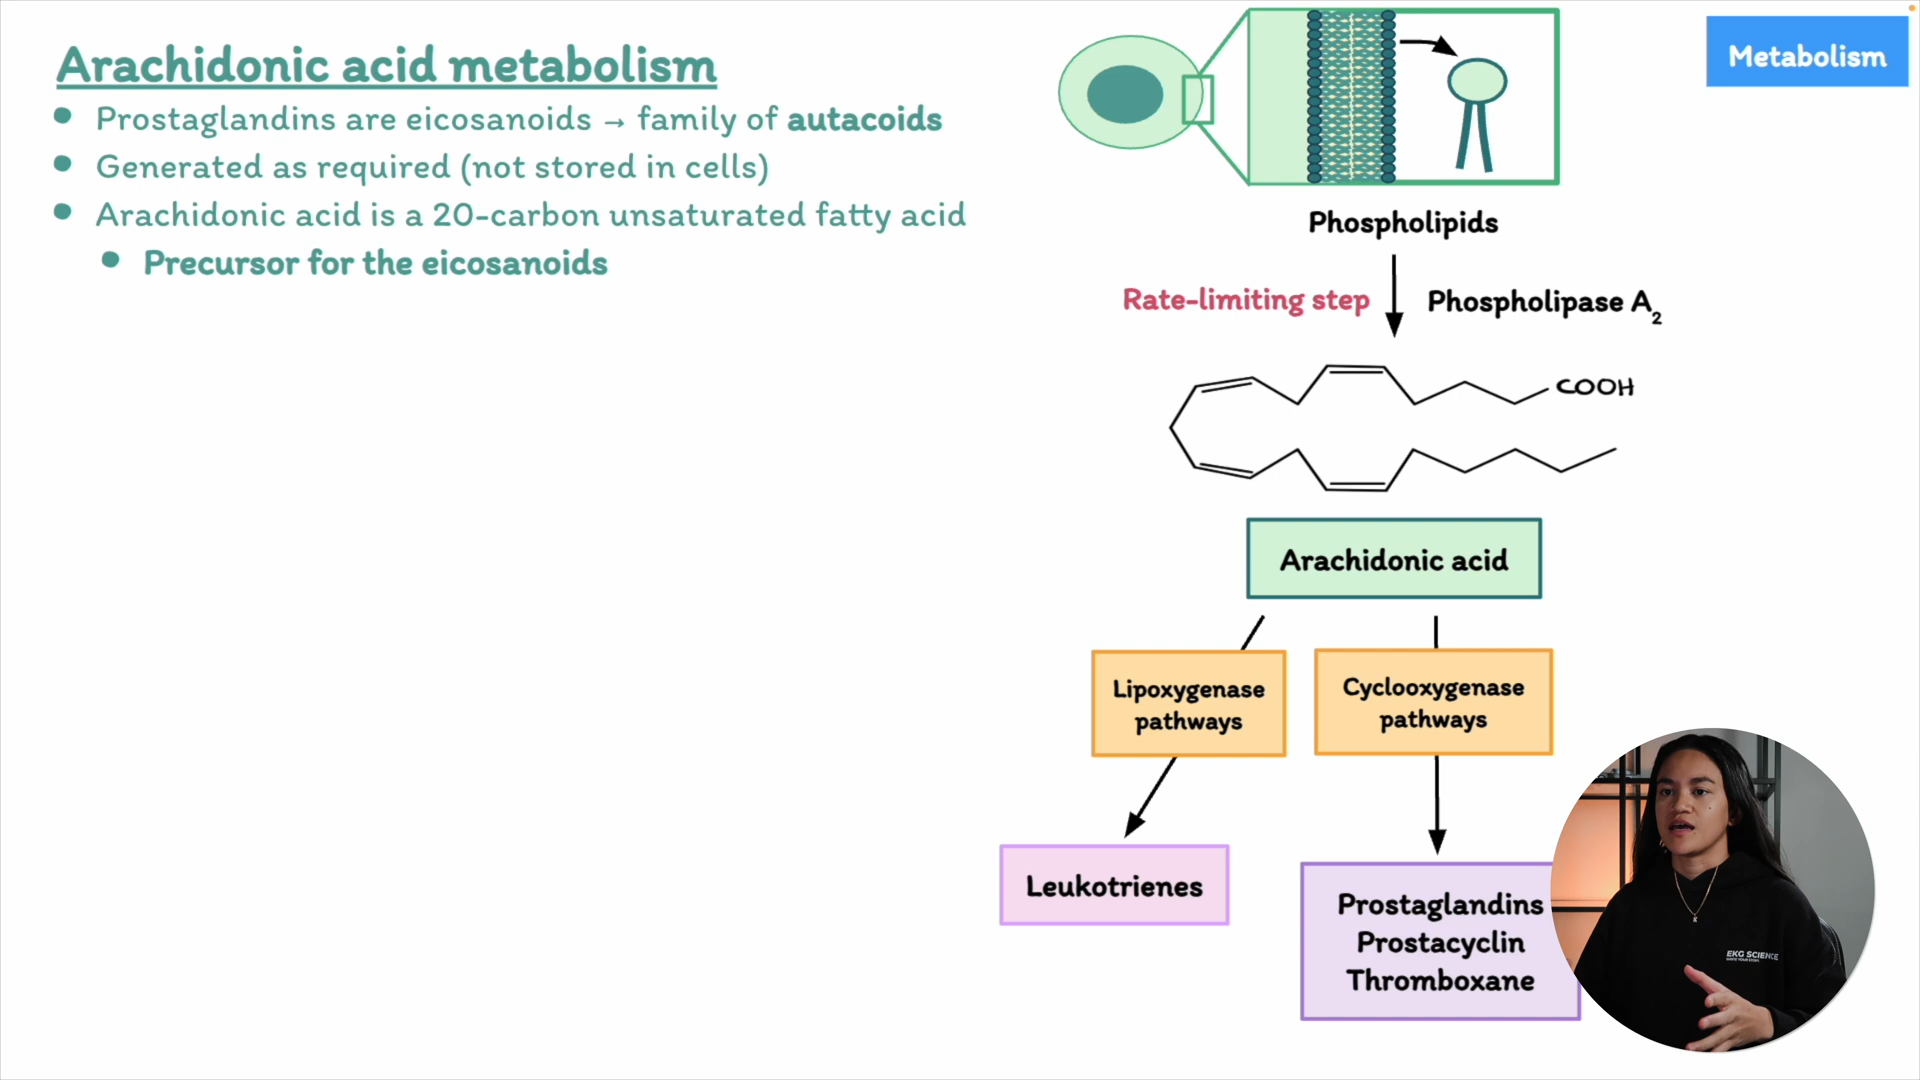 Arachidonic acid metabolism
• Prostaglandins are eicosanoids → family of autacoids
• Generated as required (not stored in cells)
• Arachidonic acid is a 20-carbon unsaturated fatty acid
• Precursor for the eicosanoids
Metabolism
Phospholipids
Rate-limiting step
Phospholipase A₂
COOH
Arachidonic acid
Lipoxygenase
pathways
Cyclooxygenase
pathways
Leukotrienes
Prostaglandins
Prostacyclin
Thromboxane
EKG SCIENCE